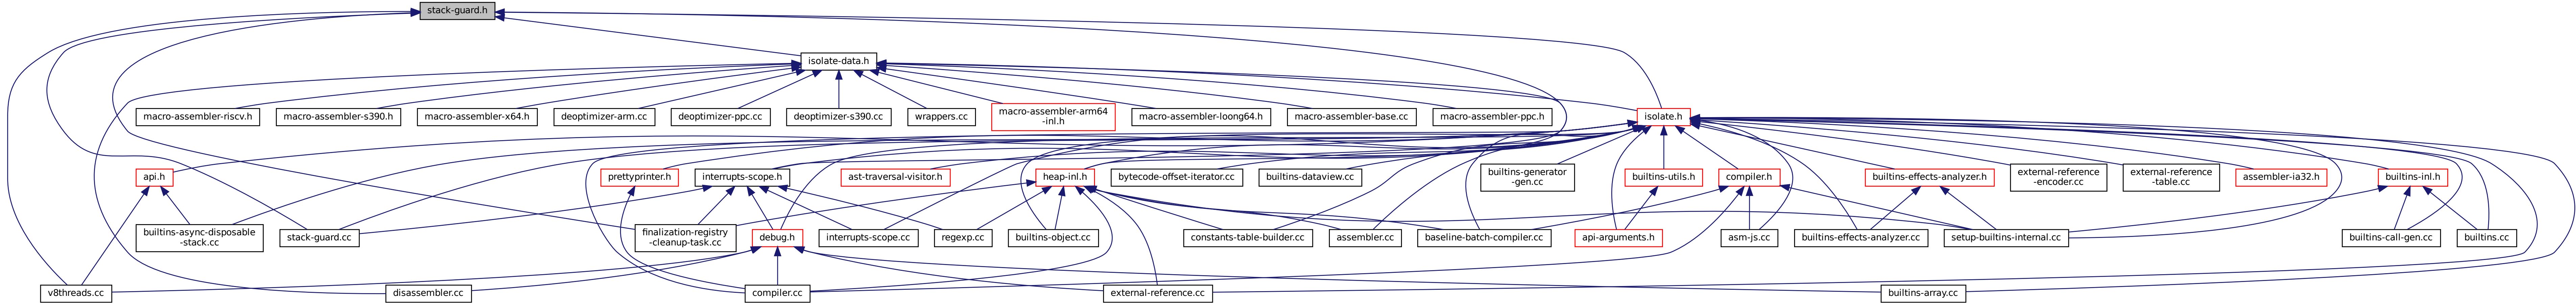 stack-guard.h
isolate-data.h
macro-assembler-riscv.h
macro-assembler-s390.h
macro-assembler-x64.h
deoptimizer-arm.cc
deoptimizer-ppc.cc
deoptimizer-s390.cc
wrappers.cc
macro-assembler-arm64
-inl.h
macro-assembler-loong64.h
macro-assembler-base.cc
macro-assembler-ppc.h
isolate.h
api.h
prettyprinter.h
interrupts-scope.h
ast-traversal-visitor.h
heap-inl.h
bytecode-offset-iterator.cc
builtins-dataview.cc
builtins-generator
-gen.cc
builtins-utils.h
compiler.h
builtins-effects-analyzer.h
external-reference
-encoder.cc
external-reference
-table.cc
assembler-ia32.h
builtins-inl.h
builtins-async-disposable
-stack.cc
stack-guard.cc
finalization-registry
-cleanup-task.cc
debug.h
interrupts-scope.cc
regexp.cc
builtins-object.cc
constants-table-builder.cc
assembler.cc
baseline-batch-compiler.cc
api-arguments.h
asm-js.cc
builtins-effects-analyzer.cc
setup-builtins-internal.cc
builtins-call-gen.cc
builtins.cc
v8threads.cc
disassembler.cc
compiler.cc
external-reference.cc
builtins-array.cc